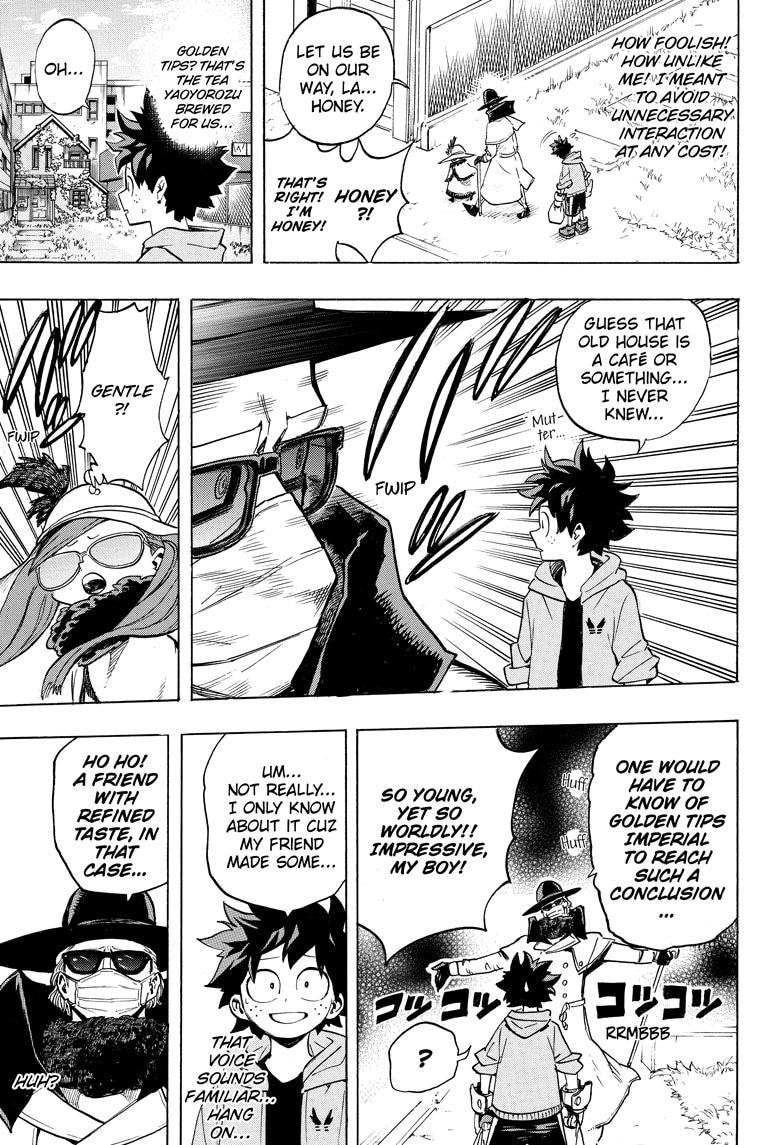 HOW FOOLISH!
HOW UNLIKE
ME! I MEANT
TO AVOID
UNNECESSARY
INTERACTION
AT ANY COST!
LET US BE
ON OUR
WAY, LA...
HONEY.
HONEY
?!
THAT'S
RIGHT!
I'M
HONEY!
GOLDEN
TIPS? THAT'S
THE TEA
YAOYOROZU
BREWED
FOR US...
OH...
GUESS THAT
OLD HOUSE IS
A CAFÉ OR
SOMETHING...
I NEVER
KNEW...
Mut-
ter...
FWIP
GENTLE
?!
FWIP
ONE WOULD
HAVE TO
KNOW OF
GOLDEN TIPS
IMPERIAL
TO REACH
SUCH A
CONCLUSION
...
Huff
Huff
SO YOUNG,
YET SO
WORLDLY!!
IMPRESSIVE,
MY BOY!
コツ コツ コツ コツ
RRMBBB
?
UM...
NOT REALLY...
I ONLY KNOW
ABOUT IT CUZ
MY FRIEND
MADE SOME...
THAT
VOICE
SOUNDS
FAMILIAR...
HANG
ON...
HO HO!
A FRIEND
WITH
REFINED
TASTE, IN
THAT
CASE...
HUH?